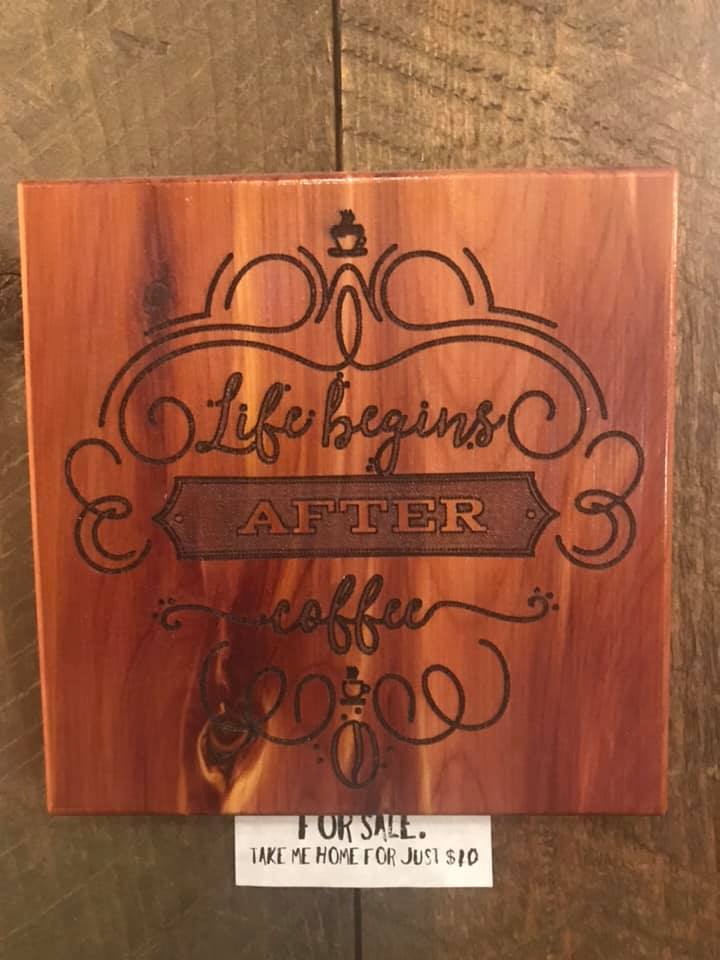 Life begins
AFTER
coffee
FOR SALE.
TAKE ME HOME FOR JUST $10